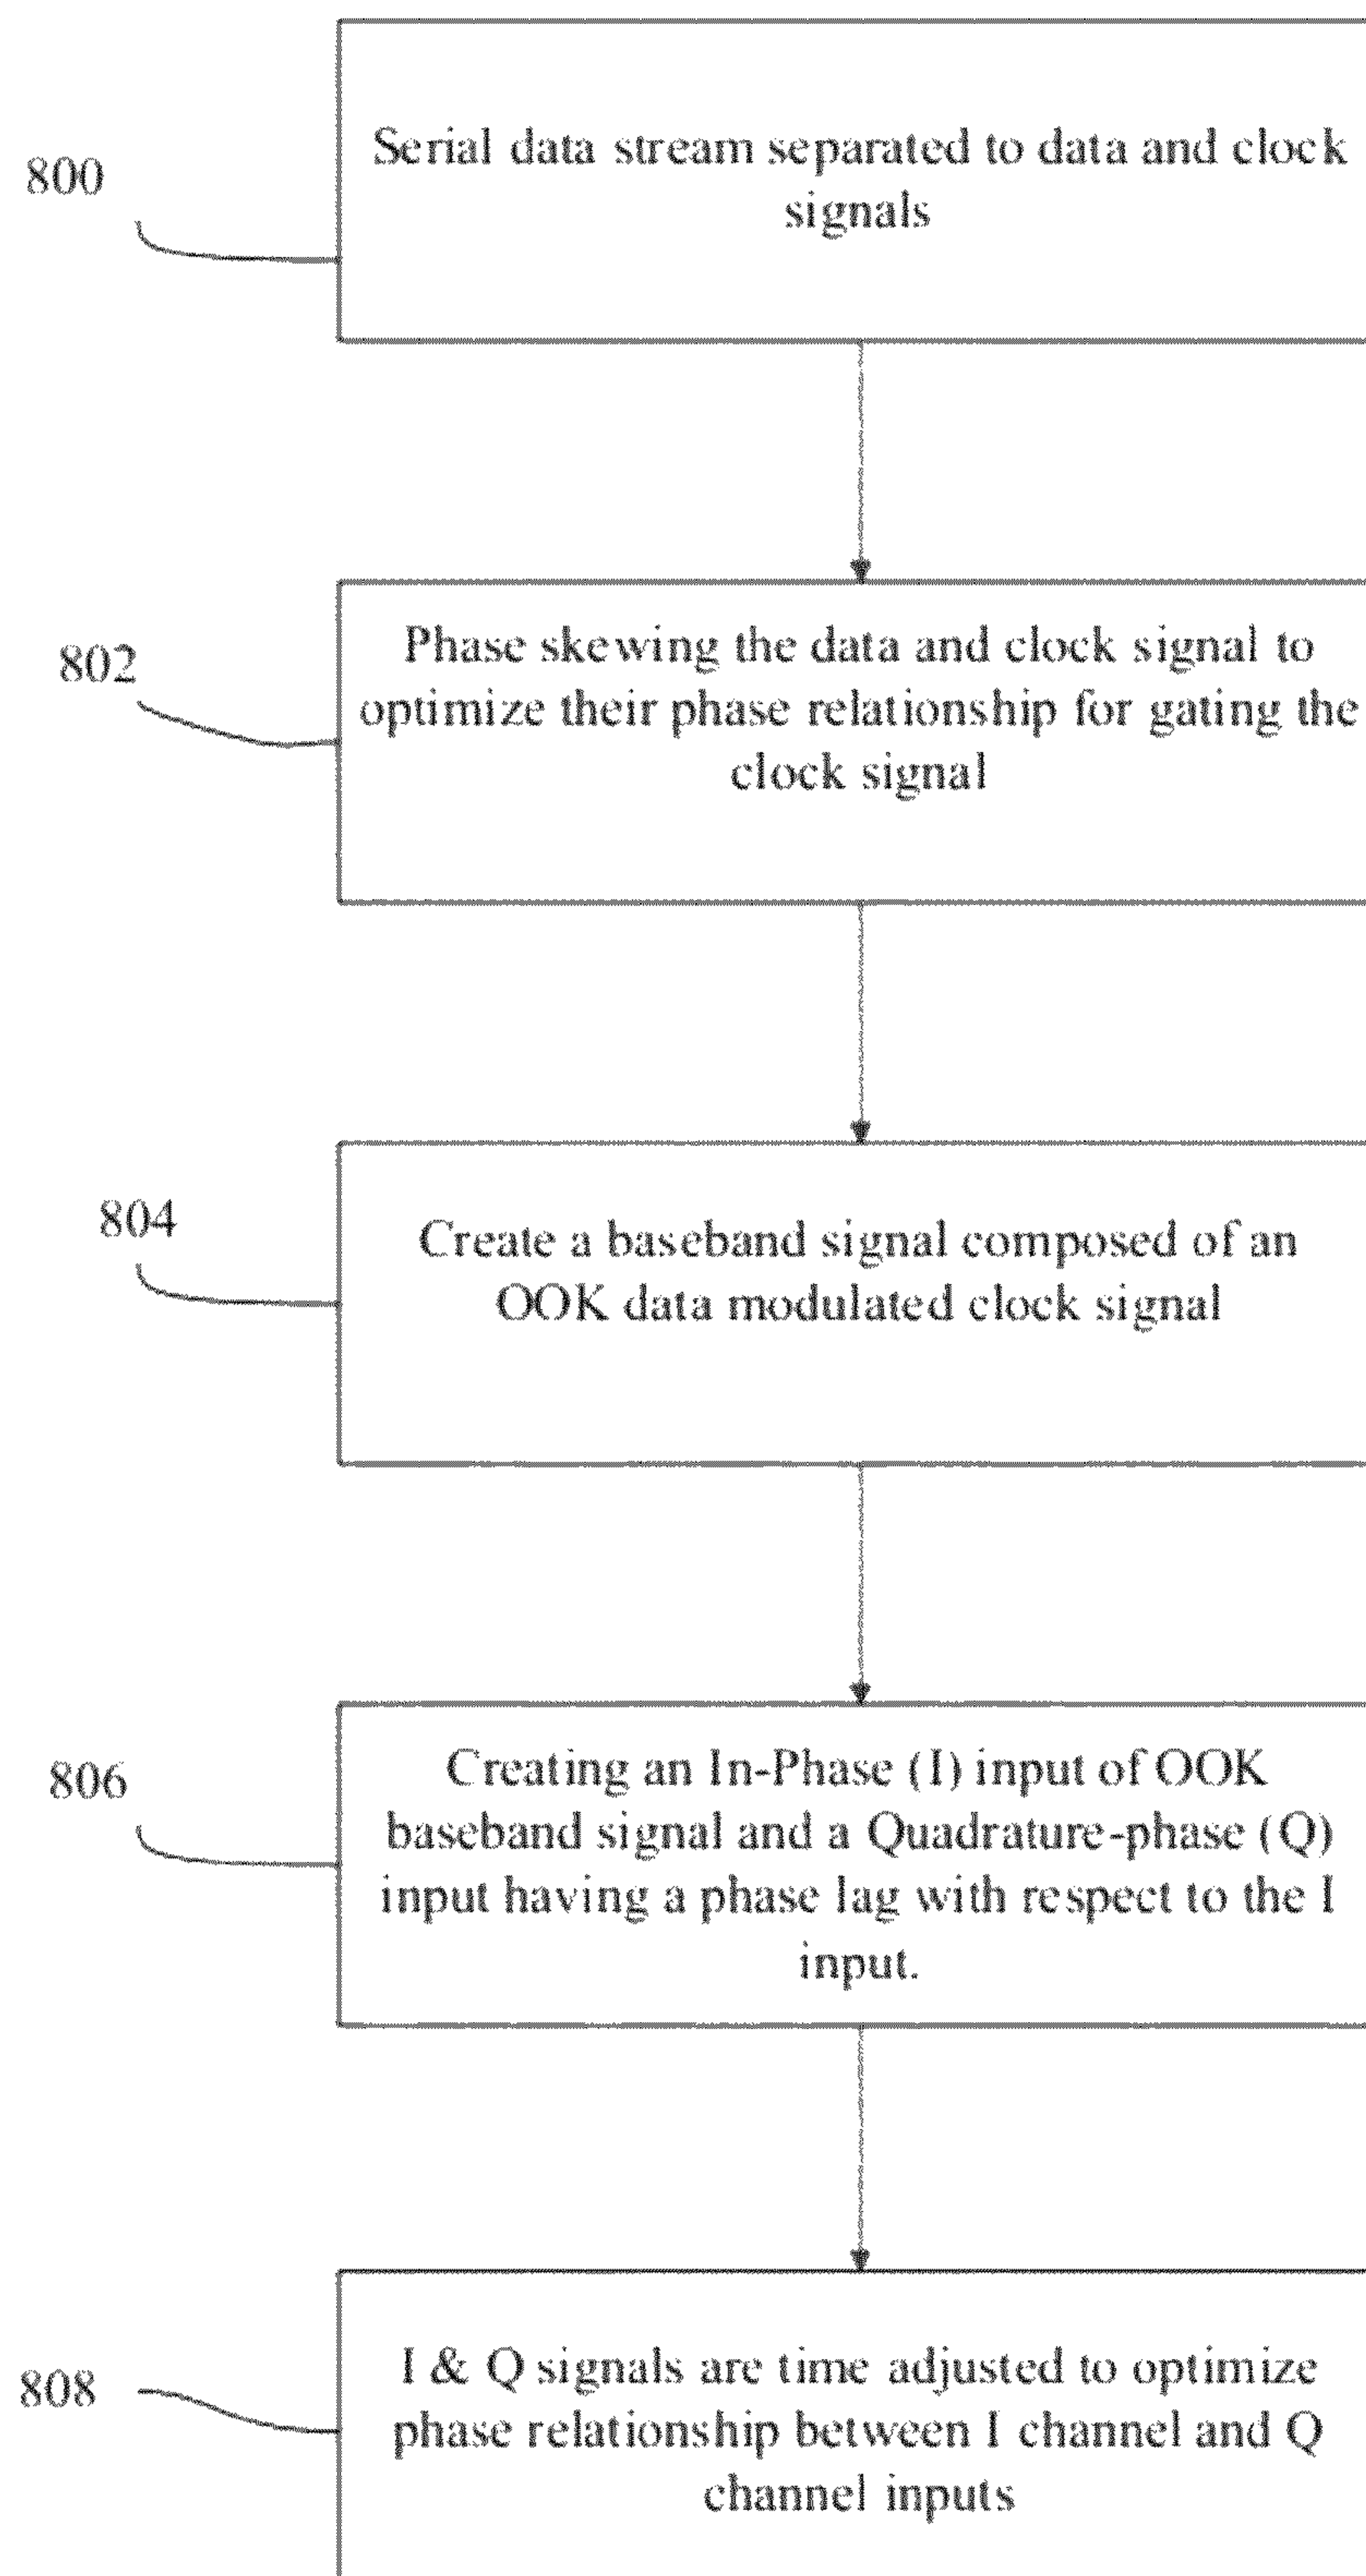 800
Serial data stream separated to data and clock
signals
802
Phase skewing the data and clock signal to
optimize their phase relationship for gating the
clock signal
804
Create a baseband signal composed of an
OOK data modulated clock signal
806
Creating an In-Phase (I) input of OOK
baseband signal and a Quadrature-phase (Q)
input having a phase lag with respect to the I
input.
808
I & Q signals are time adjusted to optimize
phase relationship between I channel and Q
channel inputs